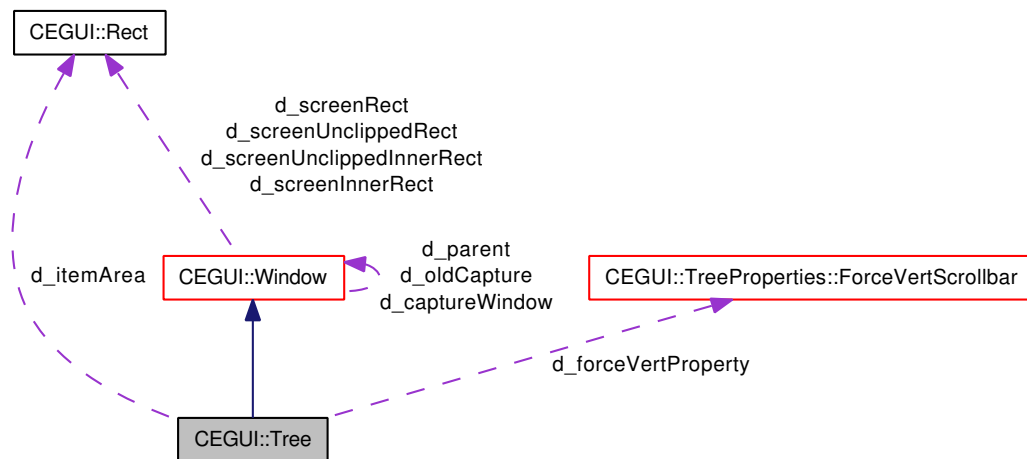 CEGUI::Rect
d_screenRect
d_screenUnclippedRect
d_screenUnclippedInnerRect
d_screenInnerRect
d_itemArea
CEGUI::Window
d_parent
d_oldCapture
d_captureWindow
CEGUI::TreeProperties::ForceVertScrollbar
d_forceVertProperty
CEGUI::Tree